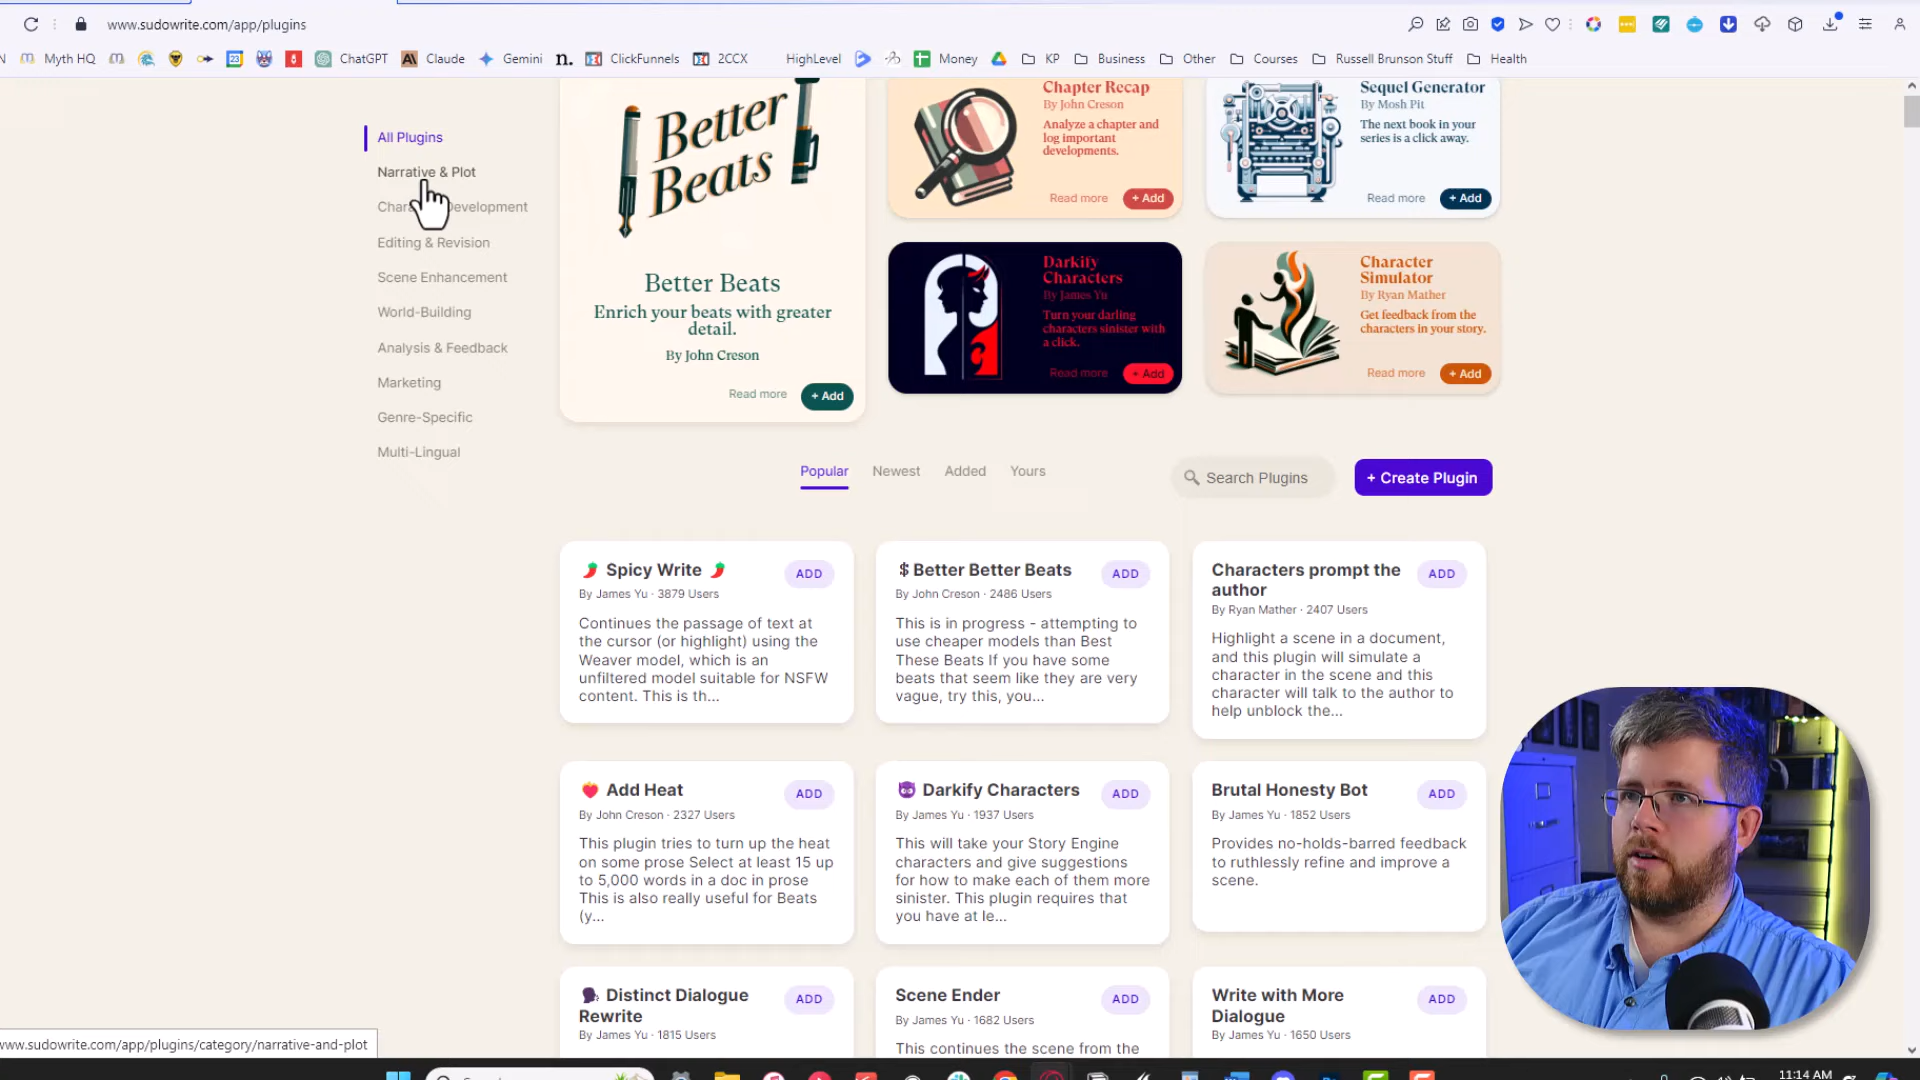 www.sudowrite.com/app/plugins
Myth HQ
ChatGPT
Claude
Gemini
n.
ClickFunnels
2CCX
HighLevel
Money
KP
Business
Other
Courses
Russell Brunson Stuff
Health
All Plugins
Narrative & Plot
Character Development
Editing & Revision
Scene Enhancement
World-Building
Analysis & Feedback
Marketing
Genre-Specific
Multi-Lingual
Better
Beats
Better Beats
Enrich your beats with greater
detail.
By John Creson
Read more
+ Add
Chapter Recap
By John Creson
Analyze a chapter and
log important
developments.
Read more
+ Add
Sequel Generator
By Mosh Pit
The next book in your
series is a click away.
Read more
+ Add
Darkify
Characters
By James Yu
Turn your darling
characters sinister with
a click.
Read more
+ Add
Character
Simulator
By Ryan Mather
Get feedback from the
characters in your story.
Read more
+ Add
Popular
Newest
Added
Yours
Search Plugins
+ Create Plugin
🌶️ Spicy Write 🌶️
ADD
By James Yu · 3879 Users
Continues the passage of text at
the cursor (or highlight) using the
Weaver model, which is an
unfiltered model suitable for NSFW
content. This is th...
$ Better Better Beats
ADD
By John Creson · 2486 Users
This is in progress - attempting to
use cheaper models than Best
These Beats If you have some
beats that seem like they are very
vague, try this, you...
Characters prompt the
author
ADD
By Ryan Mather · 2407 Users
Highlight a scene in a document,
and this plugin will simulate a
character in the scene and this
character will talk to the author to
help unblock the...
❤️‍🔥 Add Heat
ADD
By John Creson · 2327 Users
This plugin tries to turn up the heat
on some prose Select at least 15 up
to 5,000 words in a doc in prose
This is also really useful for Beats
(y...
😈 Darkify Characters
ADD
By James Yu · 1937 Users
This will take your Story Engine
characters and give suggestions
for how to make each of them more
sinister. This plugin requires that
you have at le...
Brutal Honesty Bot
ADD
By James Yu · 1852 Users
Provides no-holds-barred feedback
to ruthlessly refine and improve a
scene.
🗣️ Distinct Dialogue
Rewrite
ADD
By James Yu · 1815 Users
Scene Ender
ADD
By James Yu · 1682 Users
This continues the scene from the
Write with More
Dialogue
ADD
By James Yu · 1650 Users
www.sudowrite.com/app/plugins/category/narrative-and-plot
11:14 AM